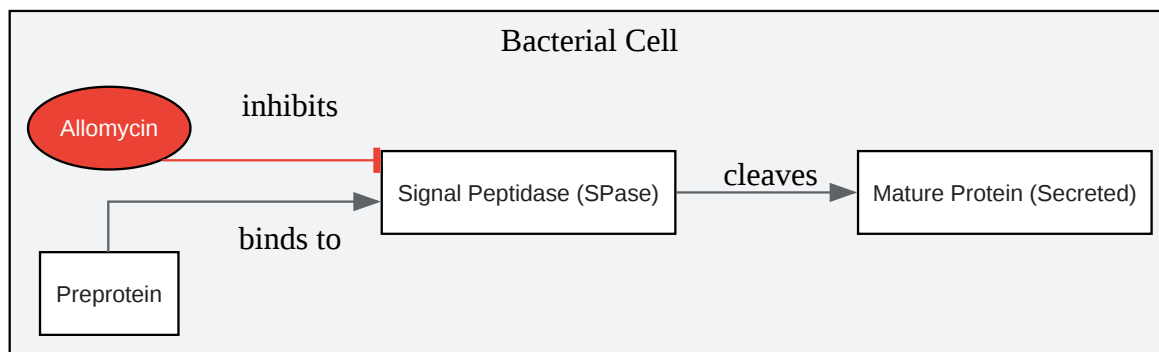 Bacterial Cell
inhibits
Allomycin
Signal Peptidase (SPase)
cleaves
Mature Protein (Secreted)
binds to
Preprotein